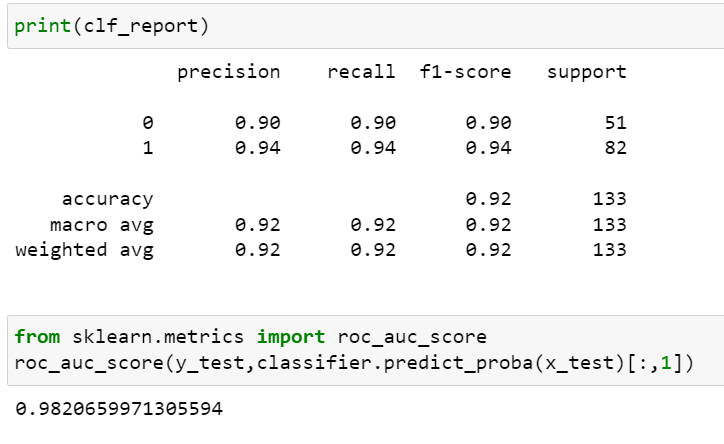 print(clf_report)
precision recall f1-score support
0 0.90 0.90 0.90 51
1 0.94 0.94 0.94 82
accuracy 0.92 133
macro avg 0.92 0.92 0.92 133
weighted avg 0.92 0.92 0.92 133
from sklearn.metrics import roc_auc_score
roc_auc_score(y_test,classifier.predict_proba(x_test)[:,1])
0.9820659971305594